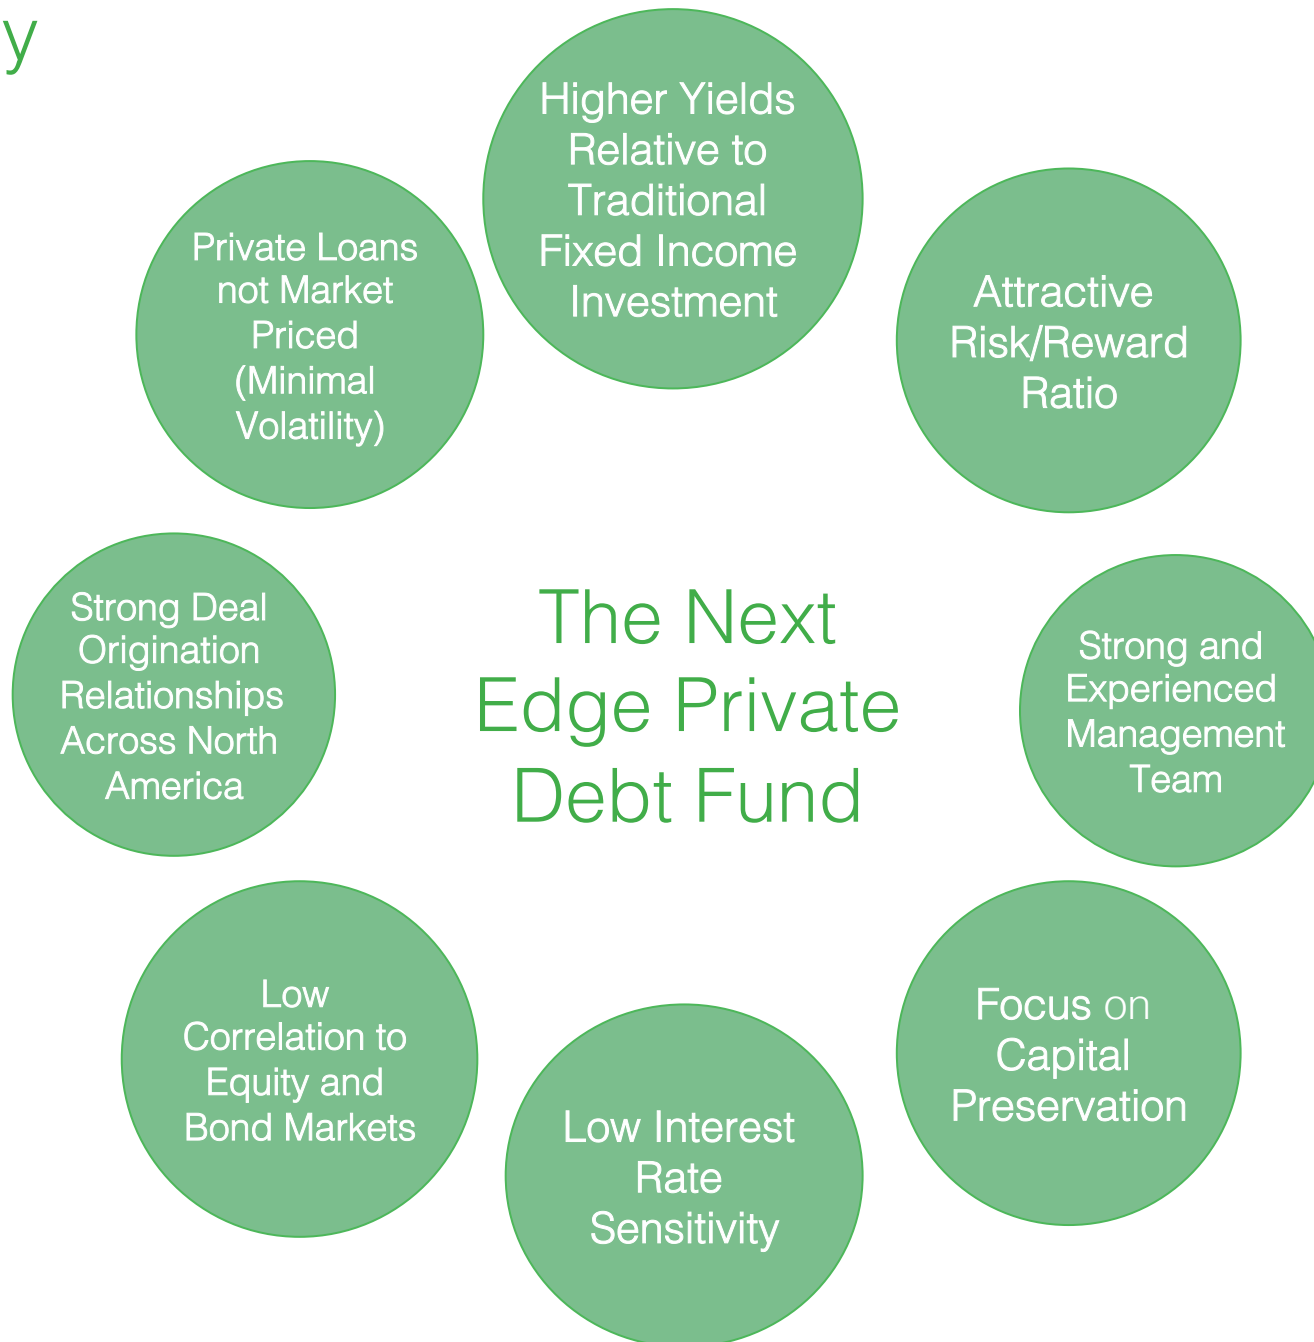 y
Higher Yields
Relative to
Traditional
Fixed Income
Investment
Private Loans
not Market
Priced
(Minimal
Volatility)
Attractive
Risk/Reward
Ratio
Strong Deal
Origination
Relationships
Across North
America
The Next
Edge Private
Debt Fund
Strong and
Experienced
Management
Team
Low
Correlation to
Equity and
Bond Markets
Low Interest
Rate
Sensitivity
Focus on
Capital
Preservation